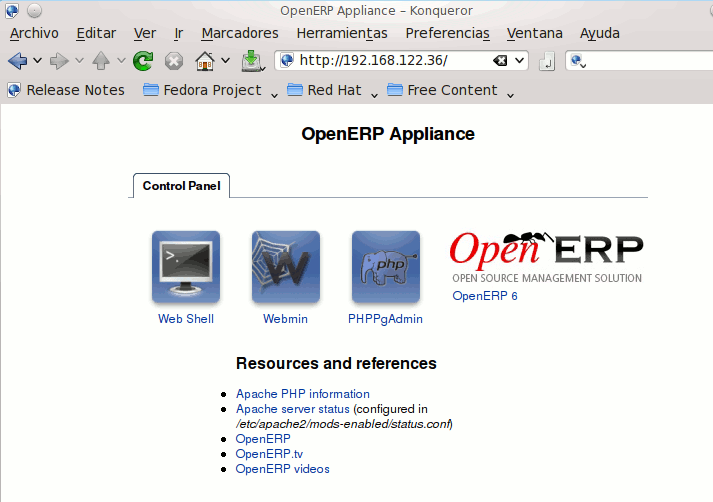 OpenERP Appliance – Konqueror
Archivo Editar Ver Ir Marcadores Herramientas Preferencias Ventana Ayuda
http://192.168.122.36/
Release Notes Fedora Project Red Hat Free Content
OpenERP Appliance
Control Panel
>.
W
php
Open ERP
OPEN SOURCE MANAGEMENT SOLUTION
OpenERP 6
Web Shell Webmin PHPPgAdmin
Resources and references
Apache PHP information
Apache server status (configured in
/etc/apache2/mods-enabled/status.conf)
OpenERP
OpenERP.tv
OpenERP videos